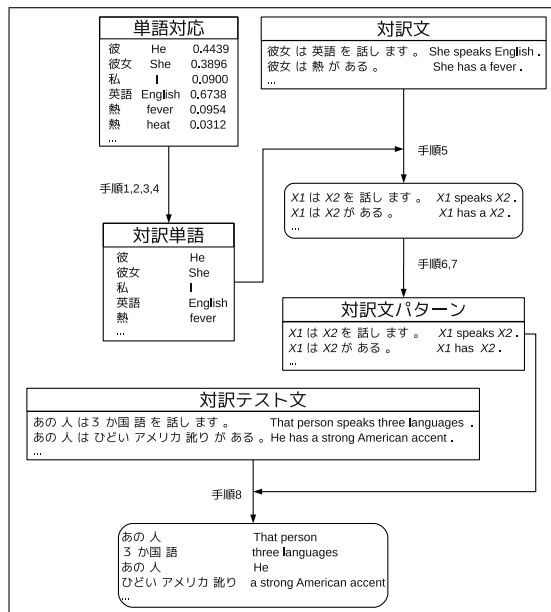 単語対応
彼 He 0.4439
彼女 She 0.3896
私 I 0.0900
英語 English 0.6738
熱 fever 0.0954
熱 heat 0.0312
...
対訳文
彼女 は 英語 を 話し ます 。 She speaks English .
彼女 は 熱 が ある 。 She has a fever .
...
手順5
手順1,2,3,4
X1 は X2 を 話し ます 。 X1 speaks X2 .
X1 は X2 が ある 。 X1 has a X2 .
...
対訳単語
彼 He
彼女 She
私 I
英語 English
熱 fever
...
手順6,7
対訳文パターン
X1 は X2 を 話し ます 。 X1 speaks X2 .
X1 は X2 が ある 。 X1 has X2 .
...
対訳テスト文
あの 人 は 3 か国 語 を 話し ます 。 That person speaks three languages .
あの 人 は ひどい アメリカ 訛り が ある 。 He has a strong American accent .
...
手順8
あの 人 That person
3 か国 語 three languages
あの 人 He
ひどい アメリカ 訛り a strong American accent
...